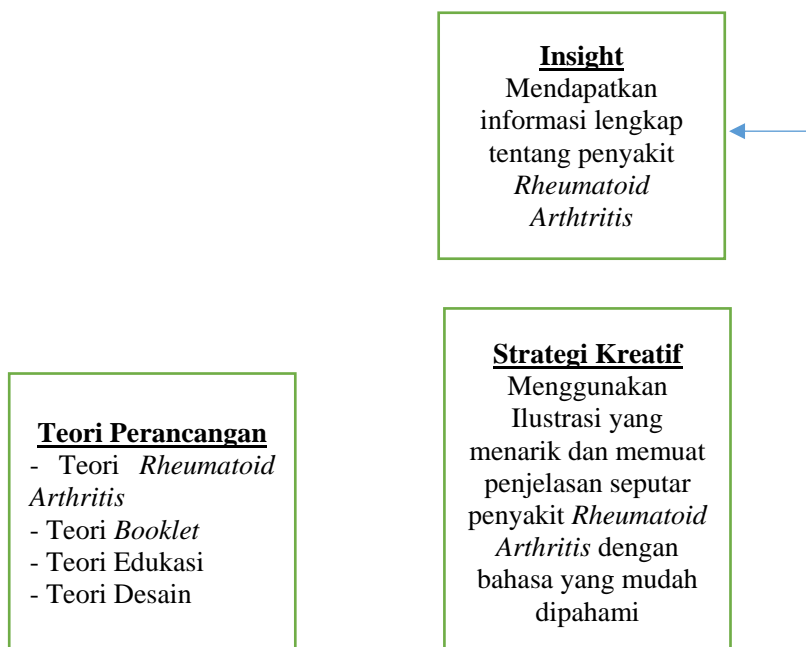 Insight
Mendapatkan
informasi lengkap
tentang penyakit
Rheumatoid
Arthtritis
Strategi Kreatif
Menggunakan
Ilustrasi yang
menarik dan memuat
penjelasan seputar
penyakit Rheumatoid
Arthritis dengan
bahasa yang mudah
dipahami
Teori Perancangan
- Teori Rheumatoid
Arthritis
- Teori Booklet
- Teori Edukasi
- Teori Desain